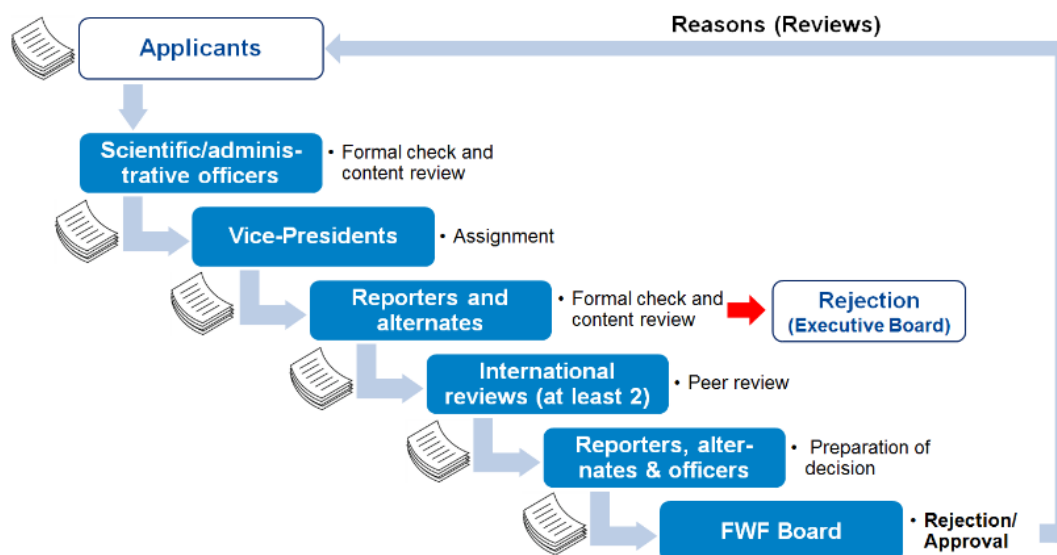 Reasons (Reviews)
Applicants
Scientific/adminis-
trative officers
• Formal check and
content review
Vice-Presidents
• Assignment
Reporters and
alternates
• Formal check and
content review
Rejection
(Executive Board)
International
reviews (at least 2)
• Peer review
Reporters, alter-
nates & officers
• Preparation of
decision
FWF Board
• Rejection/
Approval